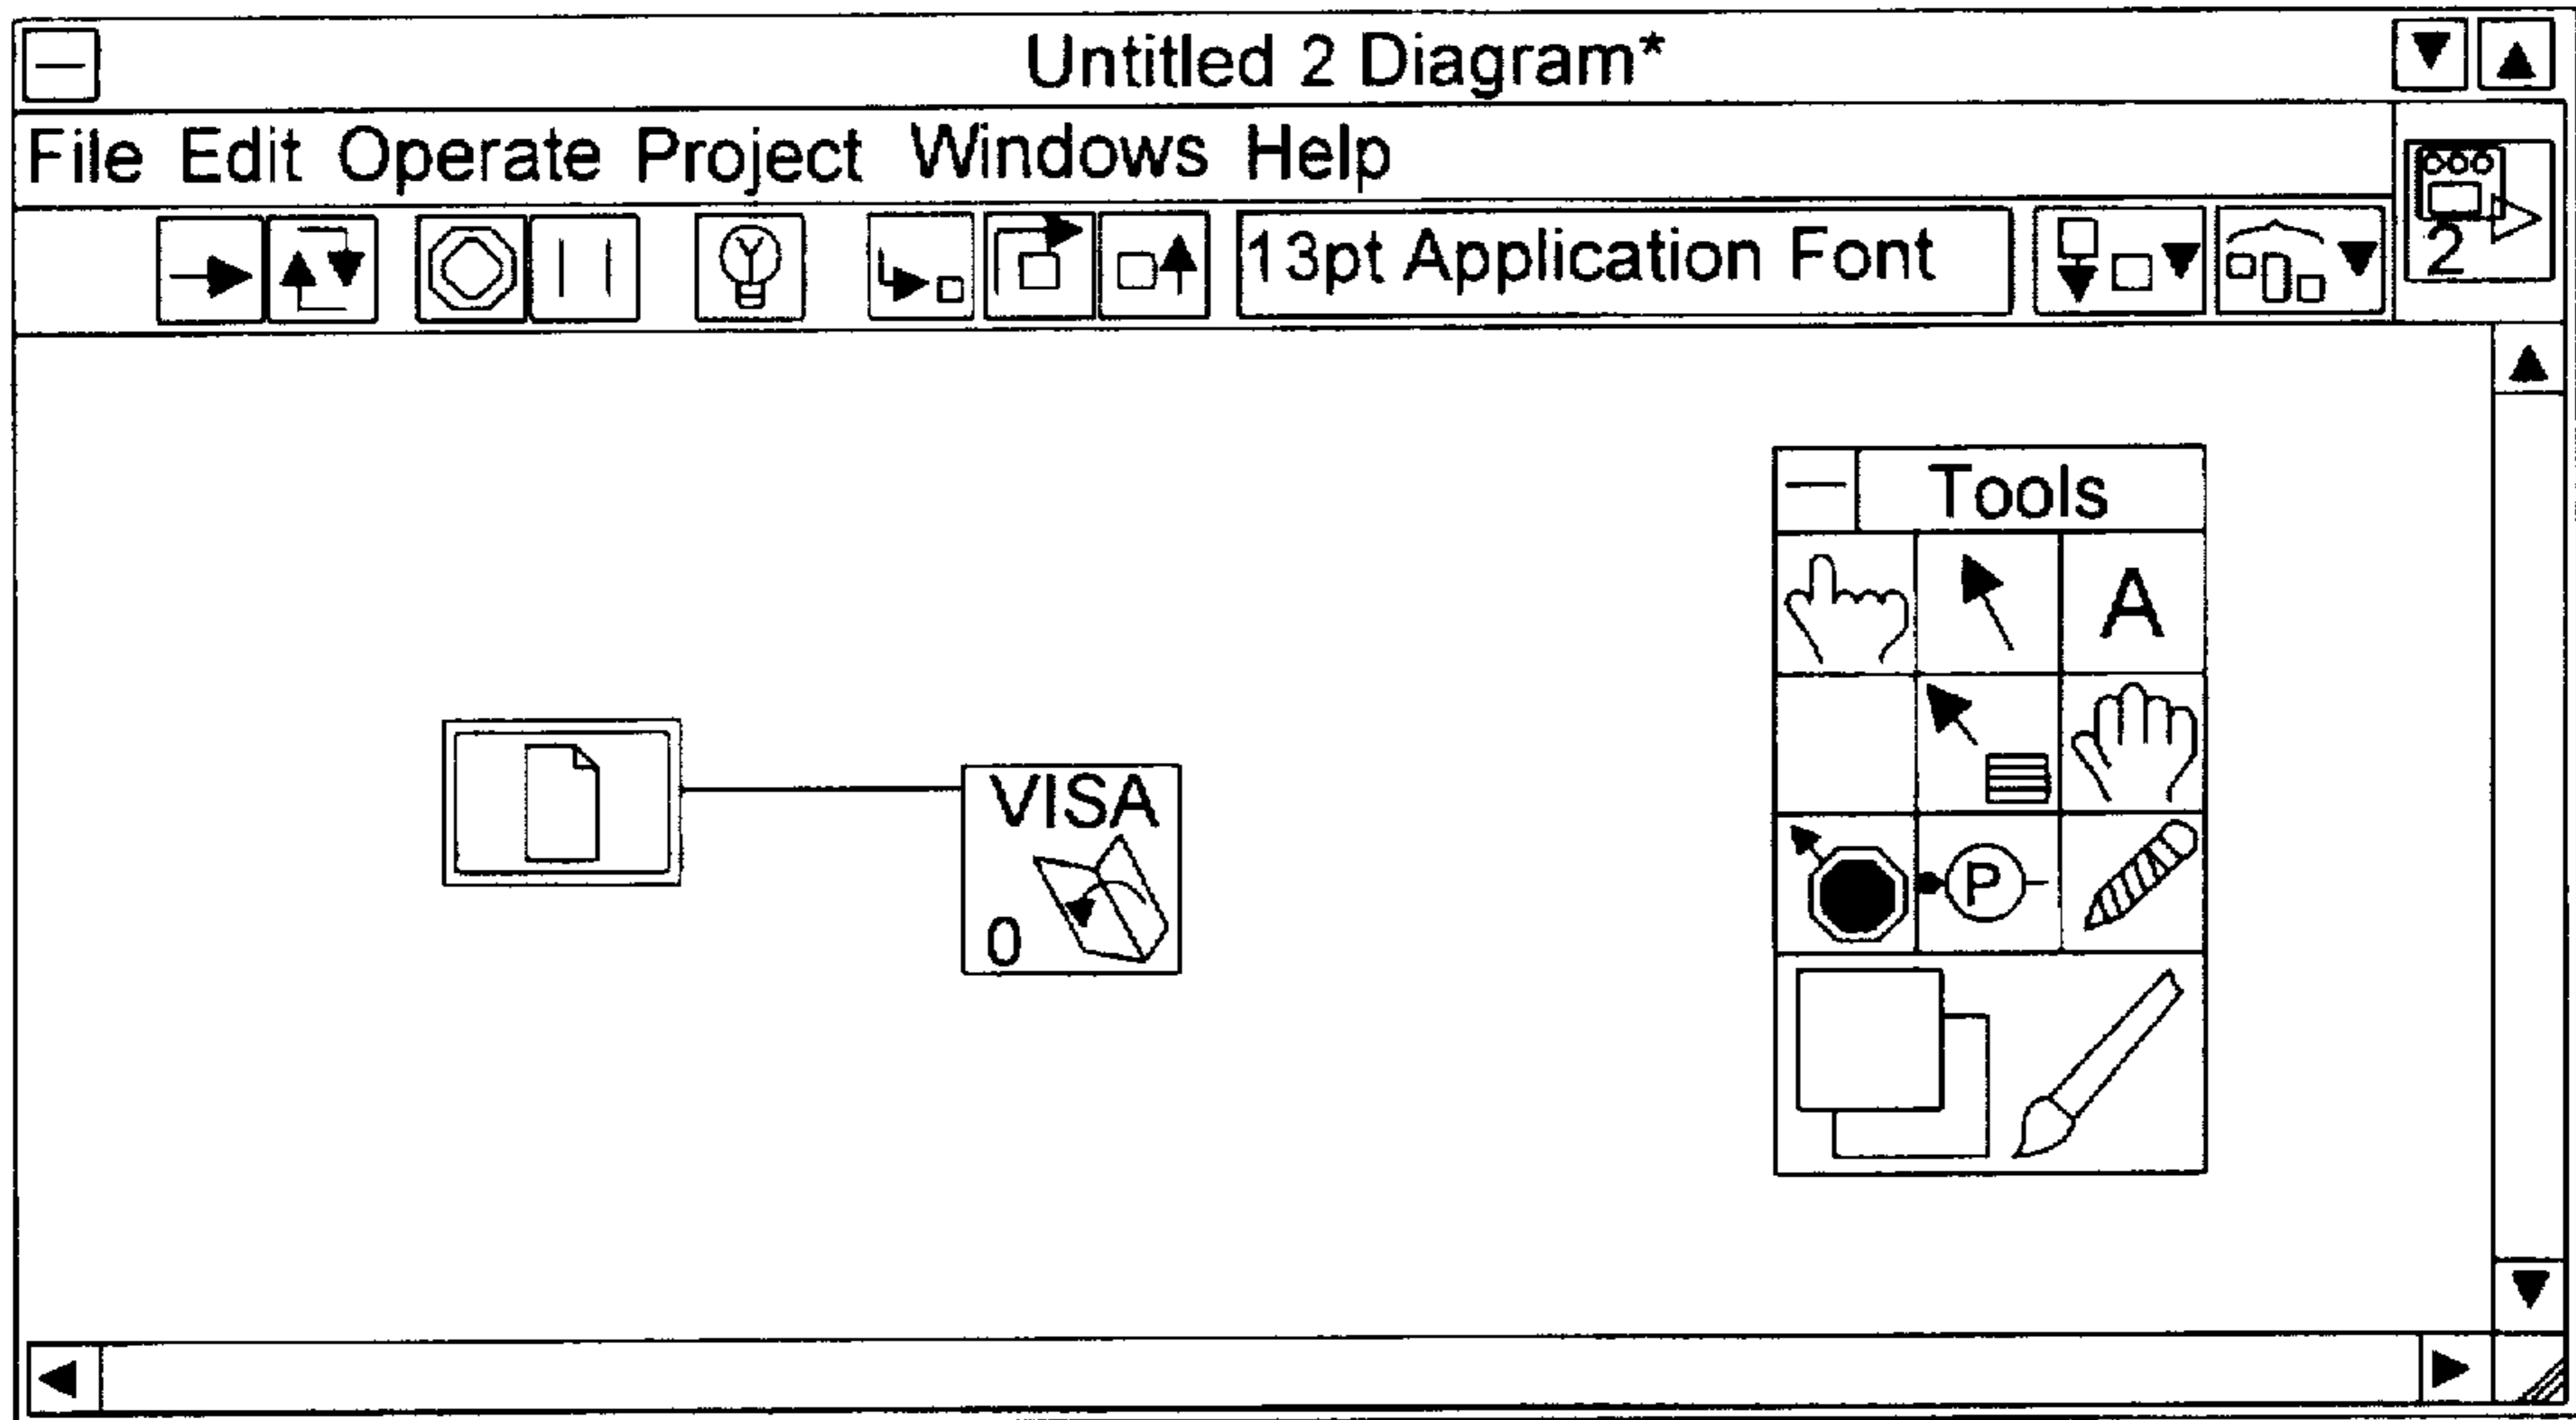 Untitled 2 Diagram*
File Edit Operate Project Windows Help
2
13pt Application Font
Tools
A
VISA
0
P